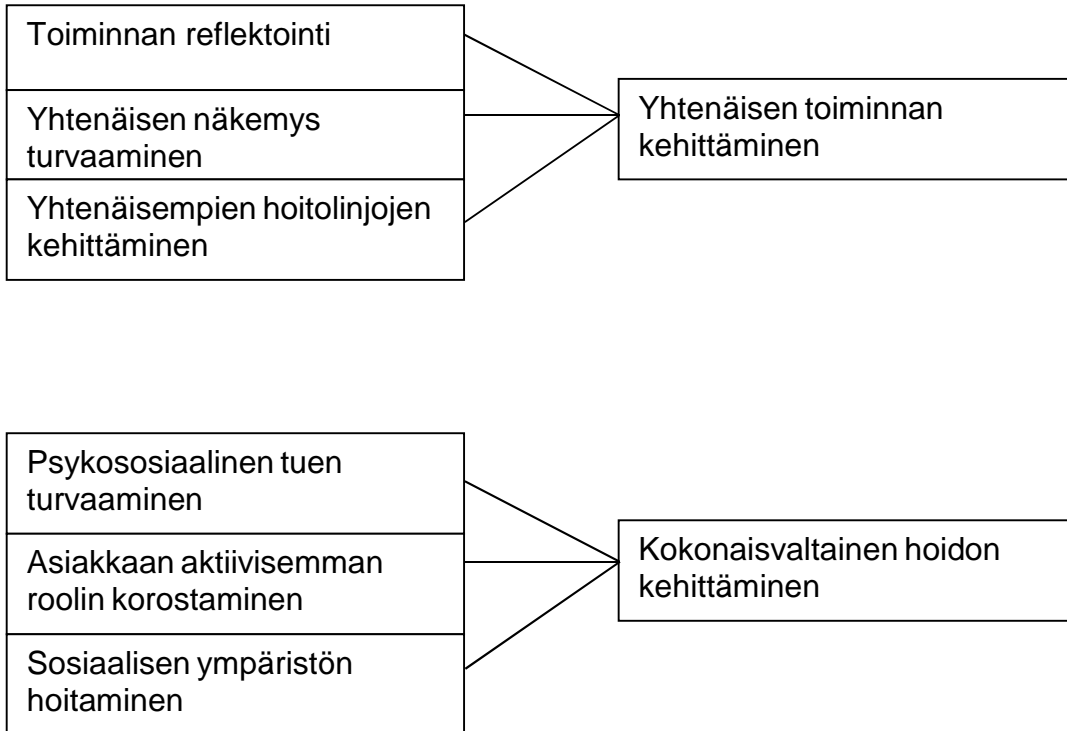 Toiminnan reflektointi
Yhtenäisen näkemys
turvaaminen
Yhtenäisempien hoitolinjojen
kehittäminen
Yhtenäisen toiminnan
kehittäminen
Psykososiaalinen tuen
turvaaminen
Asiakkaan aktiivisemman
roolin korostaminen
Sosiaalisen ympäristön
hoitaminen
Kokonaisvaltainen hoidon
kehittäminen